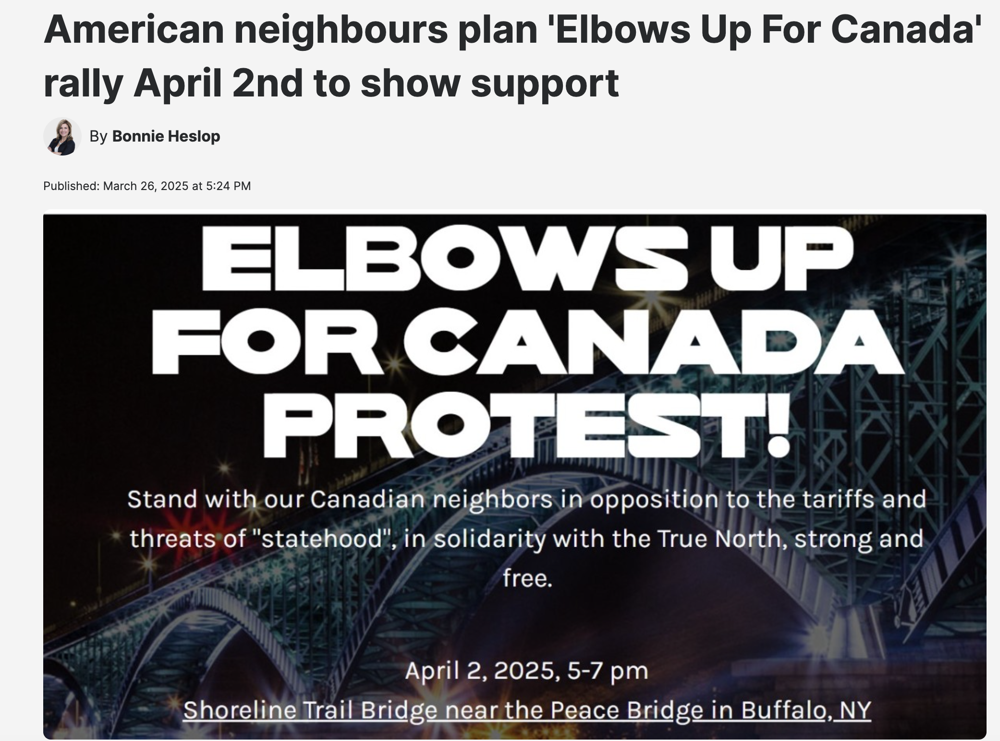 American neighbours plan 'Elbows Up For Canada'
rally April 2nd to show support
By Bonnie Heslop
Published: March 26, 2025 at 5:24 PM
ELBOWS UP
FOR CANADA
PROTEST!
Stand with our Canadian neighbors in opposition to the tariffs and
threats of "statehood", in solidarity with the True North, strong and
free.
April 2, 2025, 5-7 pm
Shoreline Trail Bridge near the Peace Bridge in Buffalo, NY